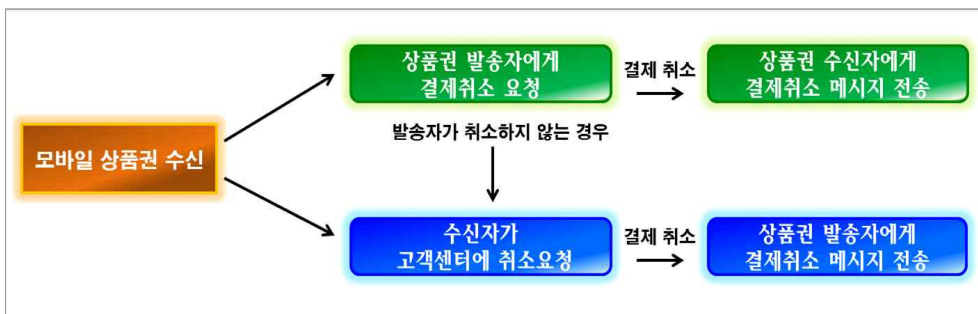 모바일 상품권 수신
상품권 발송자에게
결제취소 요청
결제 취소
상품권 수신자에게
결제취소 메시지 전송
발송자가 취소하지 않는 경우
수신자가
고객센터에 취소요청
결제 취소
상품권 발송자에게
결제취소 메시지 전송